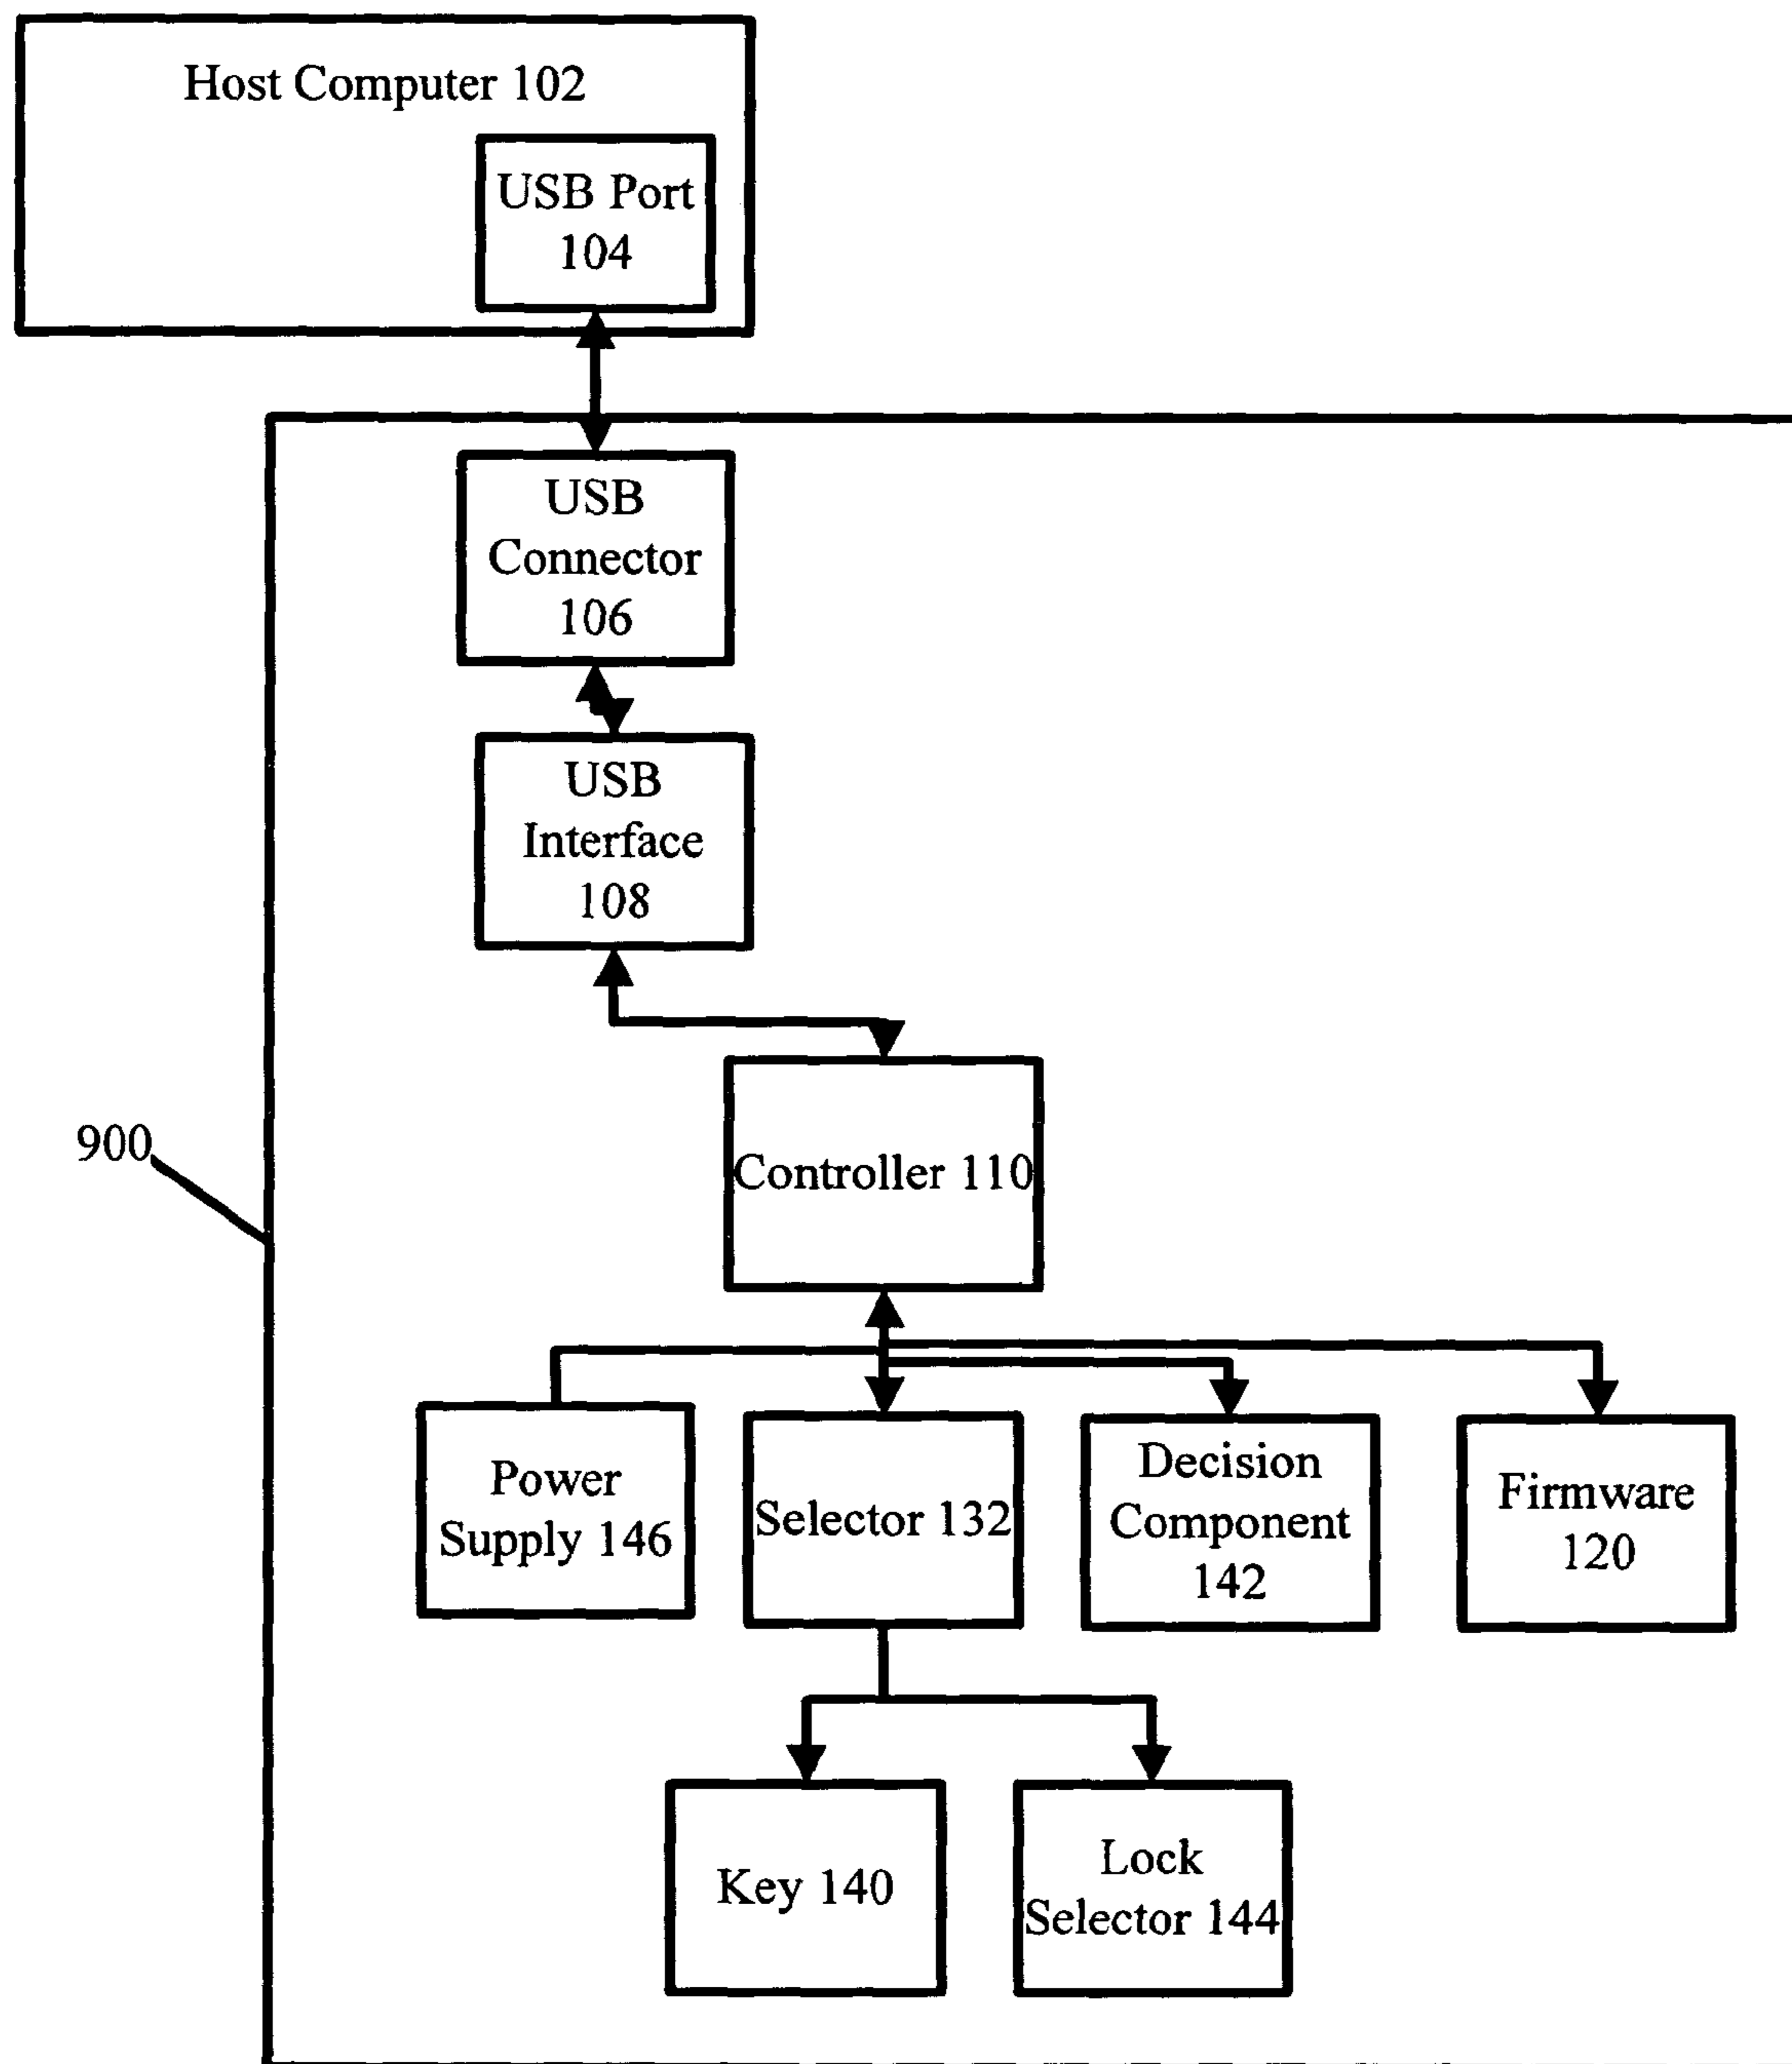 Host Computer 102
USB Port
104
USB
Connector
106
USB
Interface
108
Controller 110
900
Power
Supply 146
Selector 132
Decision
Component
142
Firmware
120
Key 140
Lock
Selector 144